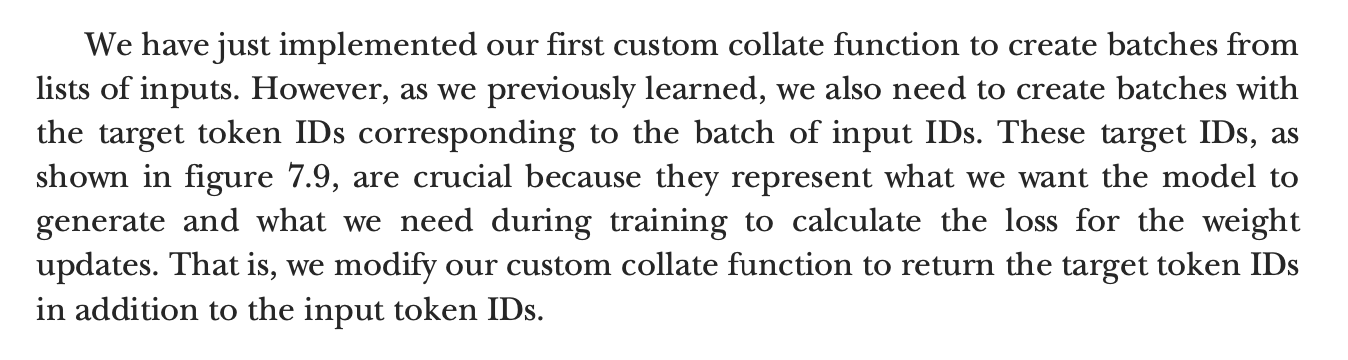 We have just implemented our first custom collate function to create batches from
lists of inputs. However, as we previously learned, we also need to create batches with
the target token IDs corresponding to the batch of input IDs. These target IDs, as
shown in figure 7.9, are crucial because they represent what we want the model to
generate and what we need during training to calculate the loss for the weight
updates. That is, we modify our custom collate function to return the target token IDs
in addition to the input token IDs.